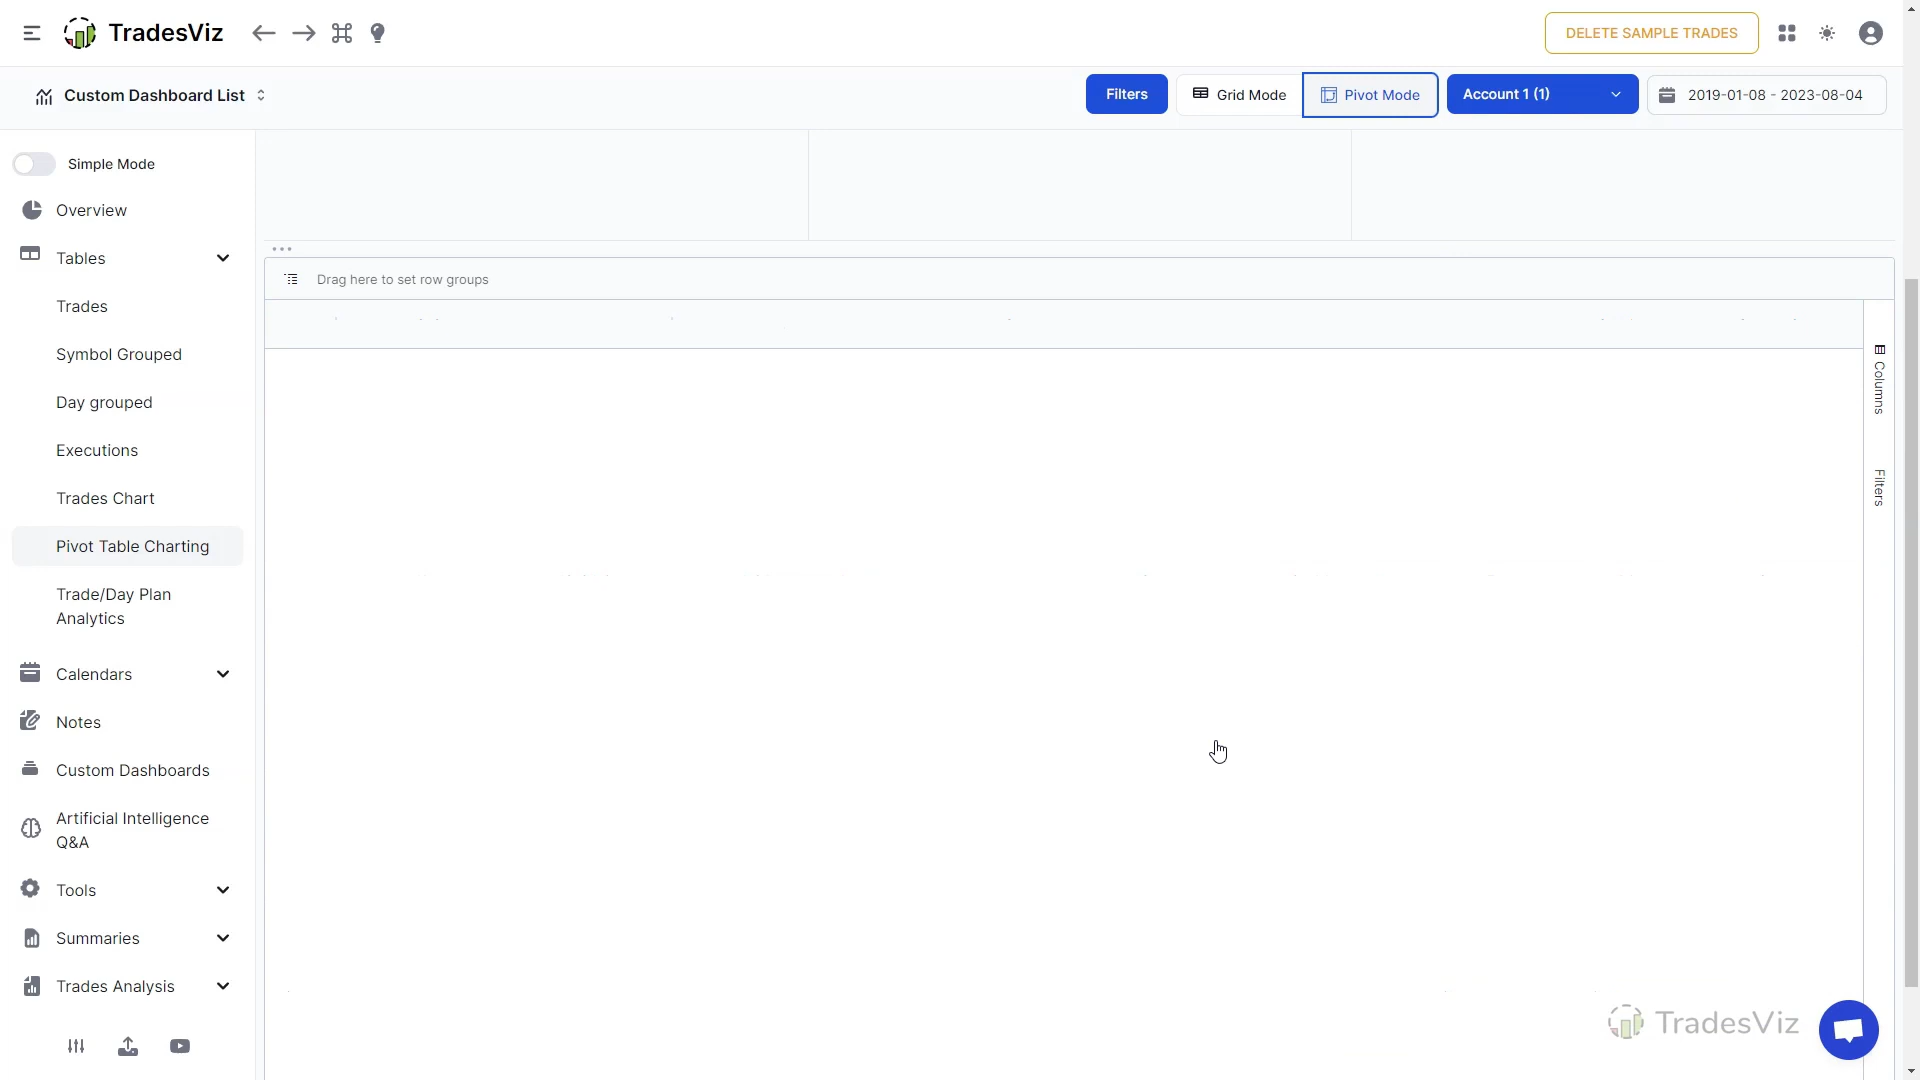 TradesViz
DELETE SAMPLE TRADES
Custom Dashboard List
Filters
Grid Mode
Pivot Mode
Account 1 (1)
2019-01-08 - 2023-08-04
Simple Mode
Overview
Tables
Trades
Symbol Grouped
Day grouped
Executions
Trades Chart
Pivot Table Charting
Trade/Day Plan
Analytics
Calendars
Notes
Custom Dashboards
Artificial Intelligence
Q&A
Tools
Summaries
Trades Analysis
Drag here to set row groups
Columns
Filters
TradesViz